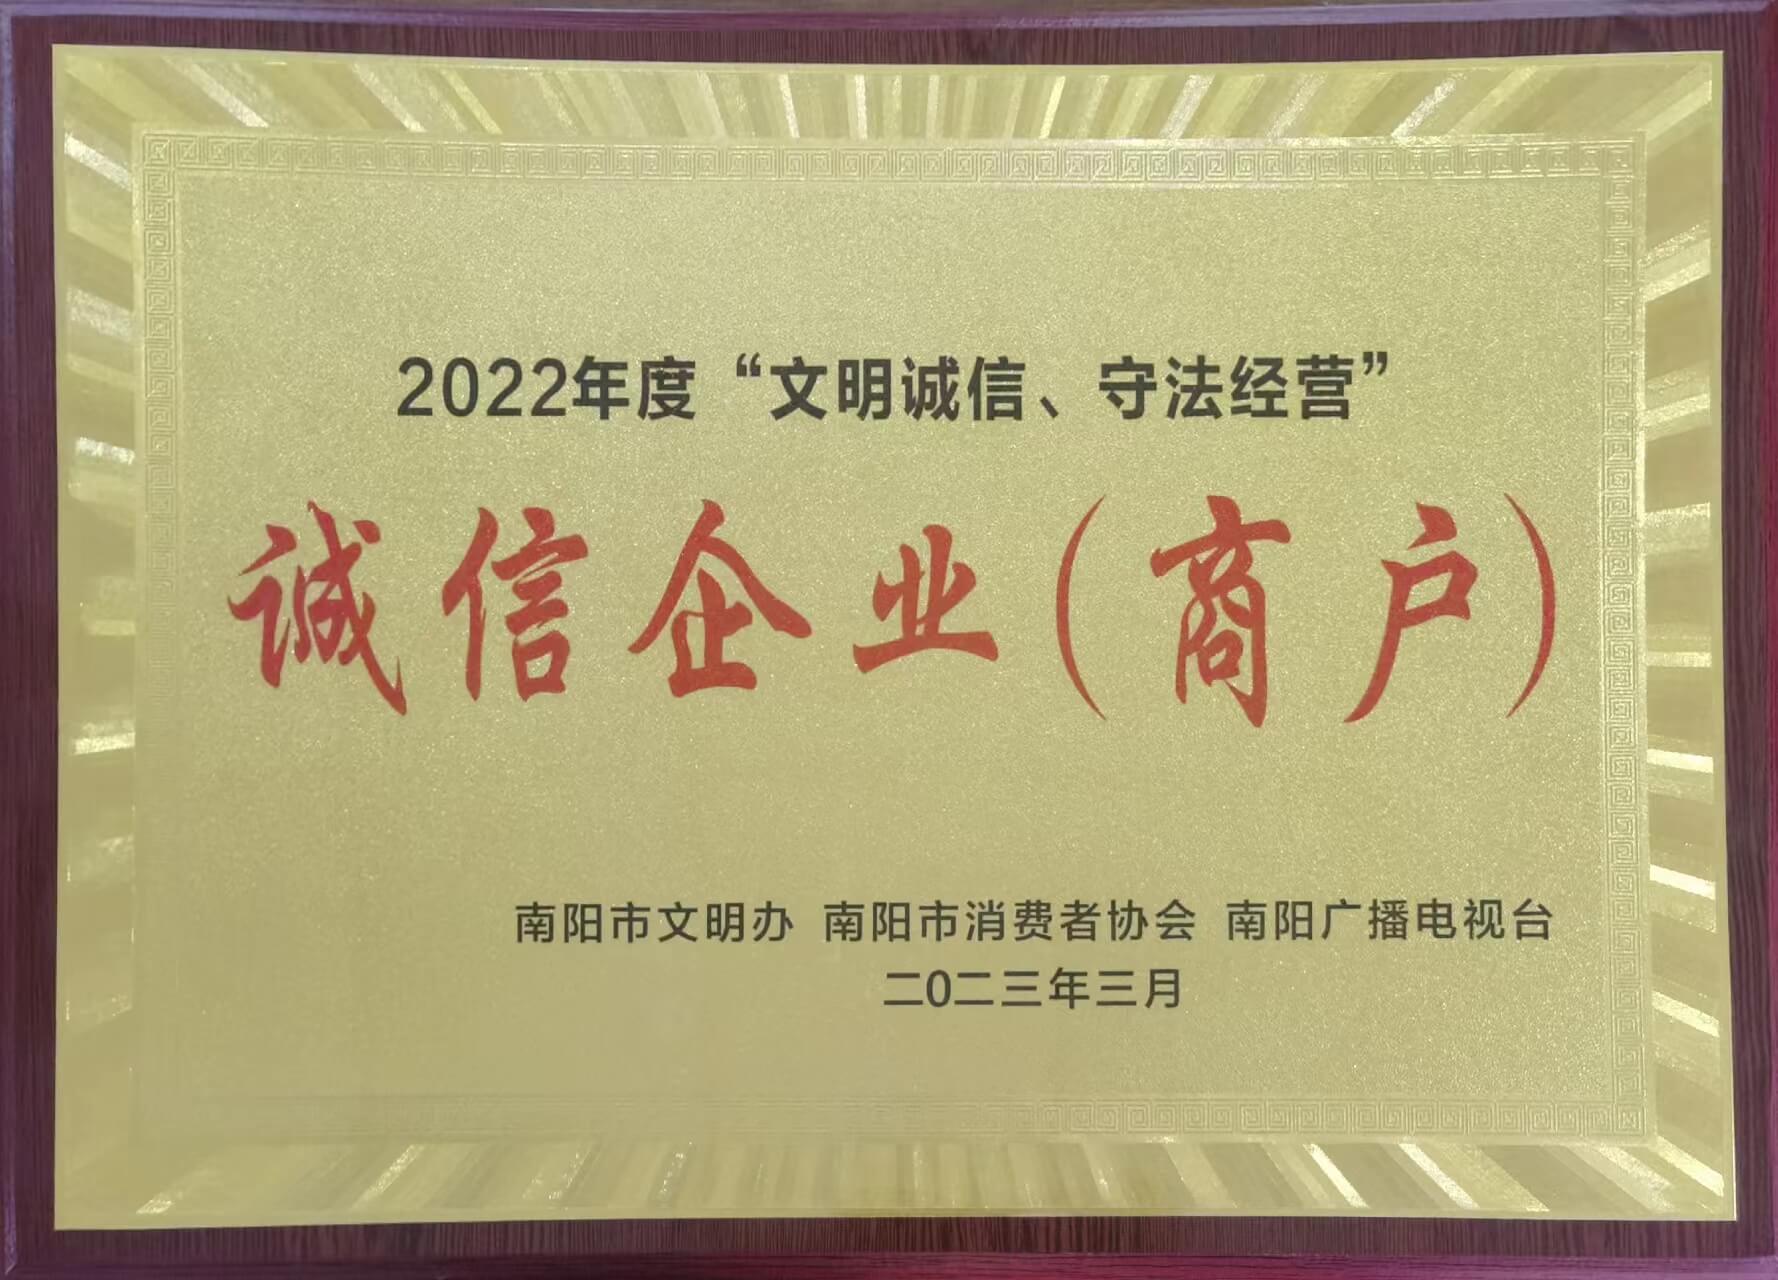 2022年度“文明诚信、守法经营”
诚信企业(商户)
南阳市文明办 南阳市消费者协会 南阳广播电视台
二0二三年三月